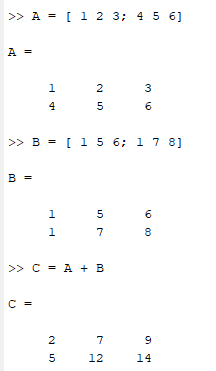 >> A = [ 1 2 3; 4 5 6]
A =
1 2 3
4 5 6
>> B = [ 1 5 6; 1 7 8]
B =
1 5 6
1 7 8
>> C = A + B
C =
2 7 9
5 12 14